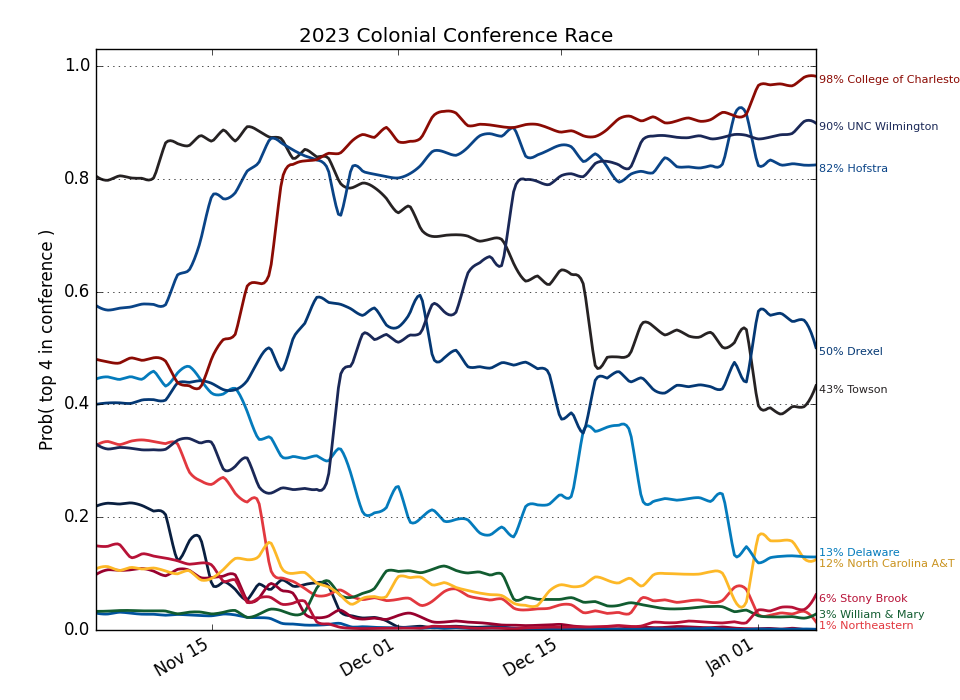 2023 Colonial Conference Race
Prob( top 4 in conference )
1.0
0.8
0.6
0.4
0.2
0.0
Nov 15
Dec 01
Dec 15
Jan 01
98% College of Charlesto
90% UNC Wilmington
82% Hofstra
50% Drexel
43% Towson
13% Delaware
12% North Carolina A&T
6% Stony Brook
3% William & Mary
1% Northeastern